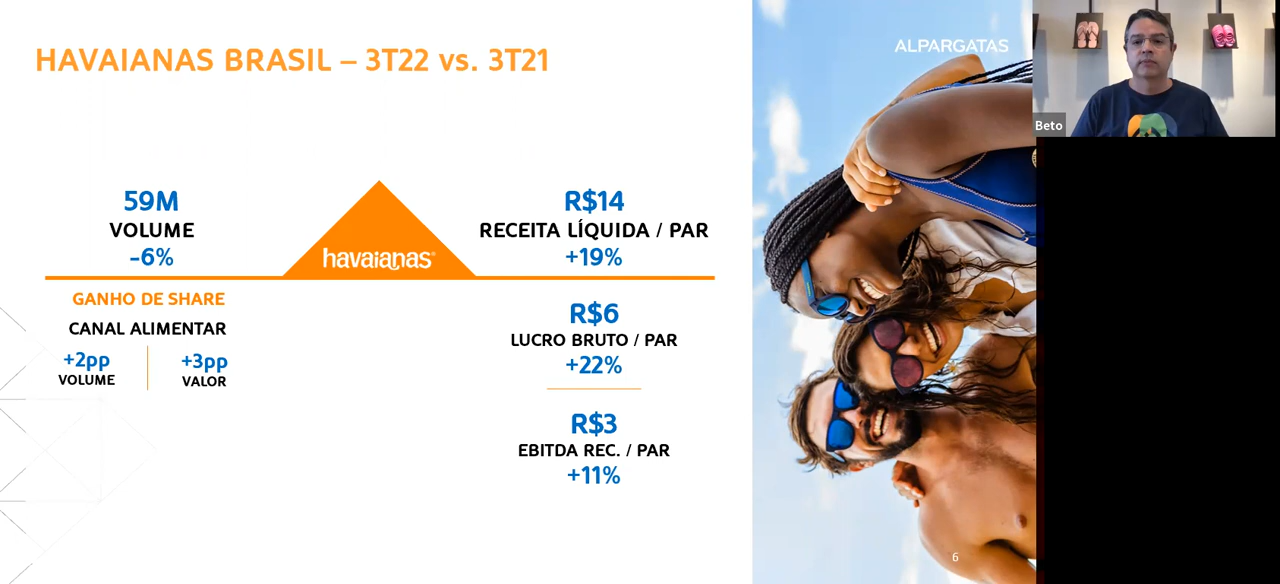 HAVAIANAS BRASIL – 3T22 vs. 3T21
ALPARGATAS
Beto
59M
VOLUME
-6%
havaianas®
R$14
RECEITA LÍQUIDA / PAR
+19%
GANHO DE SHARE
CANAL ALIMENTAR
+2pp
VOLUME
+3pp
VALOR
R$6
LUCRO BRUTO / PAR
+22%
R$3
EBITDA REC. / PAR
+11%
6